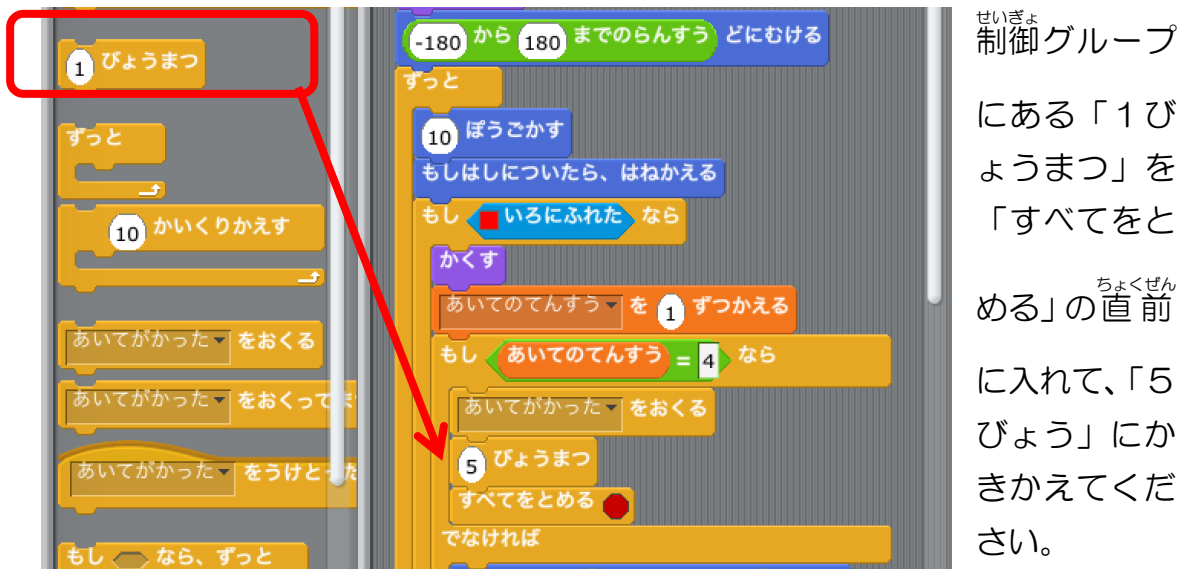 1 びょうまつ
ずっと
10 かいくりかえす
あいてがかった をおくる
あいてがかった をおくって
あいてがかった をうけとった
もし なら、ずっと
-180 から 180 までのらんすう どにむける
ずっと
10 ぽうごかす
もしはしについたら、はねかえる
もし いろにふれた なら
かくす
あいてのてんすう を 1 ずつかえる
もし あいてのてんすう = 4 なら
あいてがかった をおくる
5 びょうまつ
すべてをとめる
でなければ
せいぎょ
制御グループ
にある「１び
ょうまつ」を
「すべてをと
ちょくぜん
める」の直前
に入れて、「５
びょう」にか
きかえてくだ
さい。